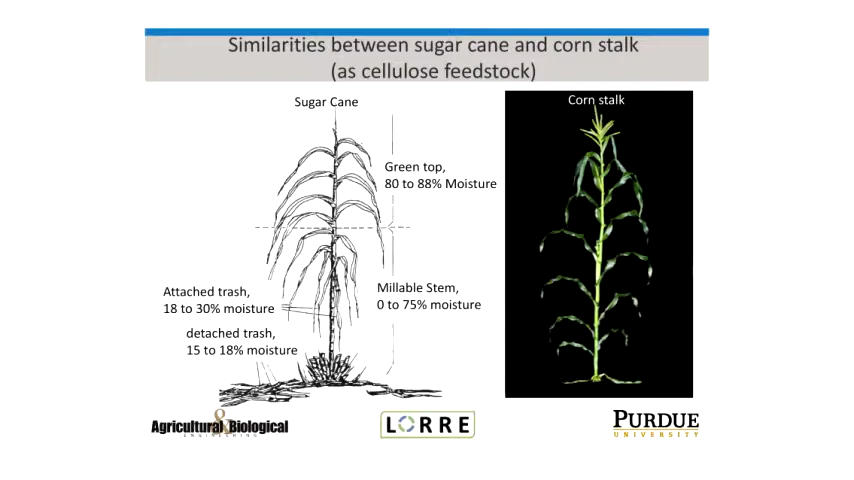 Similarities between sugar cane and corn stalk
(as cellulose feedstock)
Sugar Cane
Corn stalk
Green top,
80 to 88% Moisture
Attached trash,
18 to 30% moisture
Millable Stem,
0 to 75% moisture
detached trash,
15 to 18% moisture
Agricultural & Biological
ENGINEERING
LORRE
PURDUE
UNIVERSITY